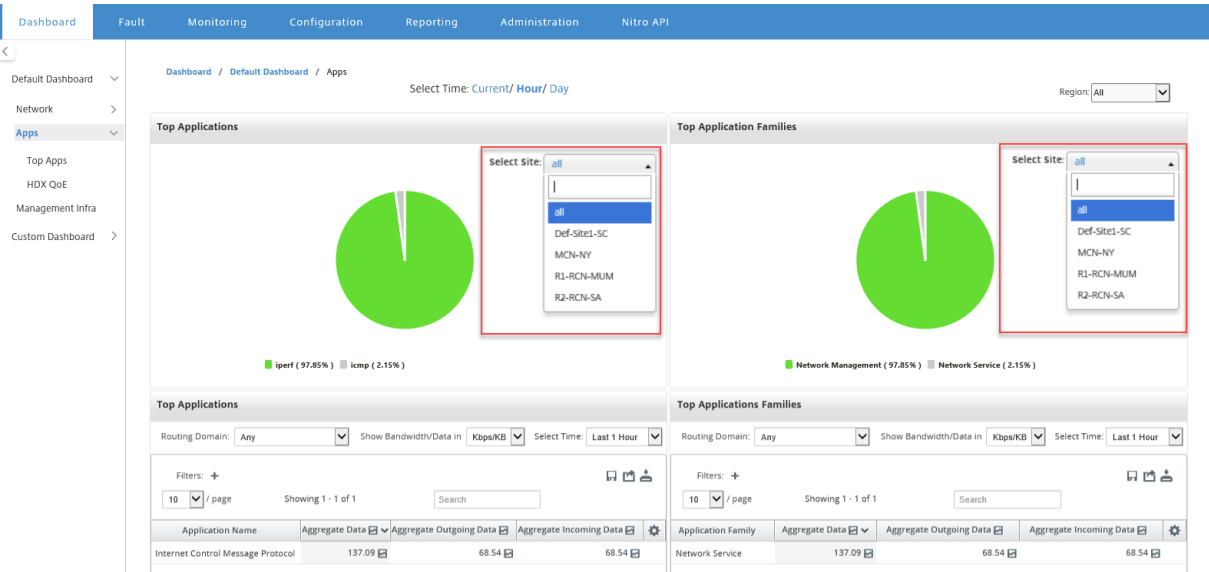 Dashboard Fault Monitoring Configuration Reporting Administration Nitro API
Default Dashboard
Network
Apps
Top Apps
HDX QoE
Management Infra
Custom Dashboard
Dashboard / Default Dashboard / Apps
Select Time: Current/ Hour/ Day
Region: All
Top Applications
Select Site: all
all
Def-Site1-SC
MCN-NY
R1-RCN-MUM
R2-RCN-SA
iperf ( 97.85% ) icmp ( 2.15% )
Top Application Families
Select Site: all
all
Def-Site1-SC
MCN-NY
R1-RCN-MUM
R2-RCN-SA
Network Management ( 97.85% ) Network Service ( 2.15% )
Top Applications
Routing Domain: Any Show Bandwidth/Data in Kbps/KB Select Time: Last 1 Hour
Filters: +
10 / page Showing 1 - 1 of 1 Search
Application Name Aggregate Data Aggregate Outgoing Data Aggregate Incoming Data
Internet Control Message Protocol 137.09 68.54 68.54
Top Applications Families
Routing Domain: Any Show Bandwidth/Data in Kbps/KB Select Time: Last 1 Hour
Filters: +
10 / page Showing 1 - 1 of 1 Search
Application Family Aggregate Data Aggregate Outgoing Data Aggregate Incoming Data
Network Service 137.09 68.54 68.54